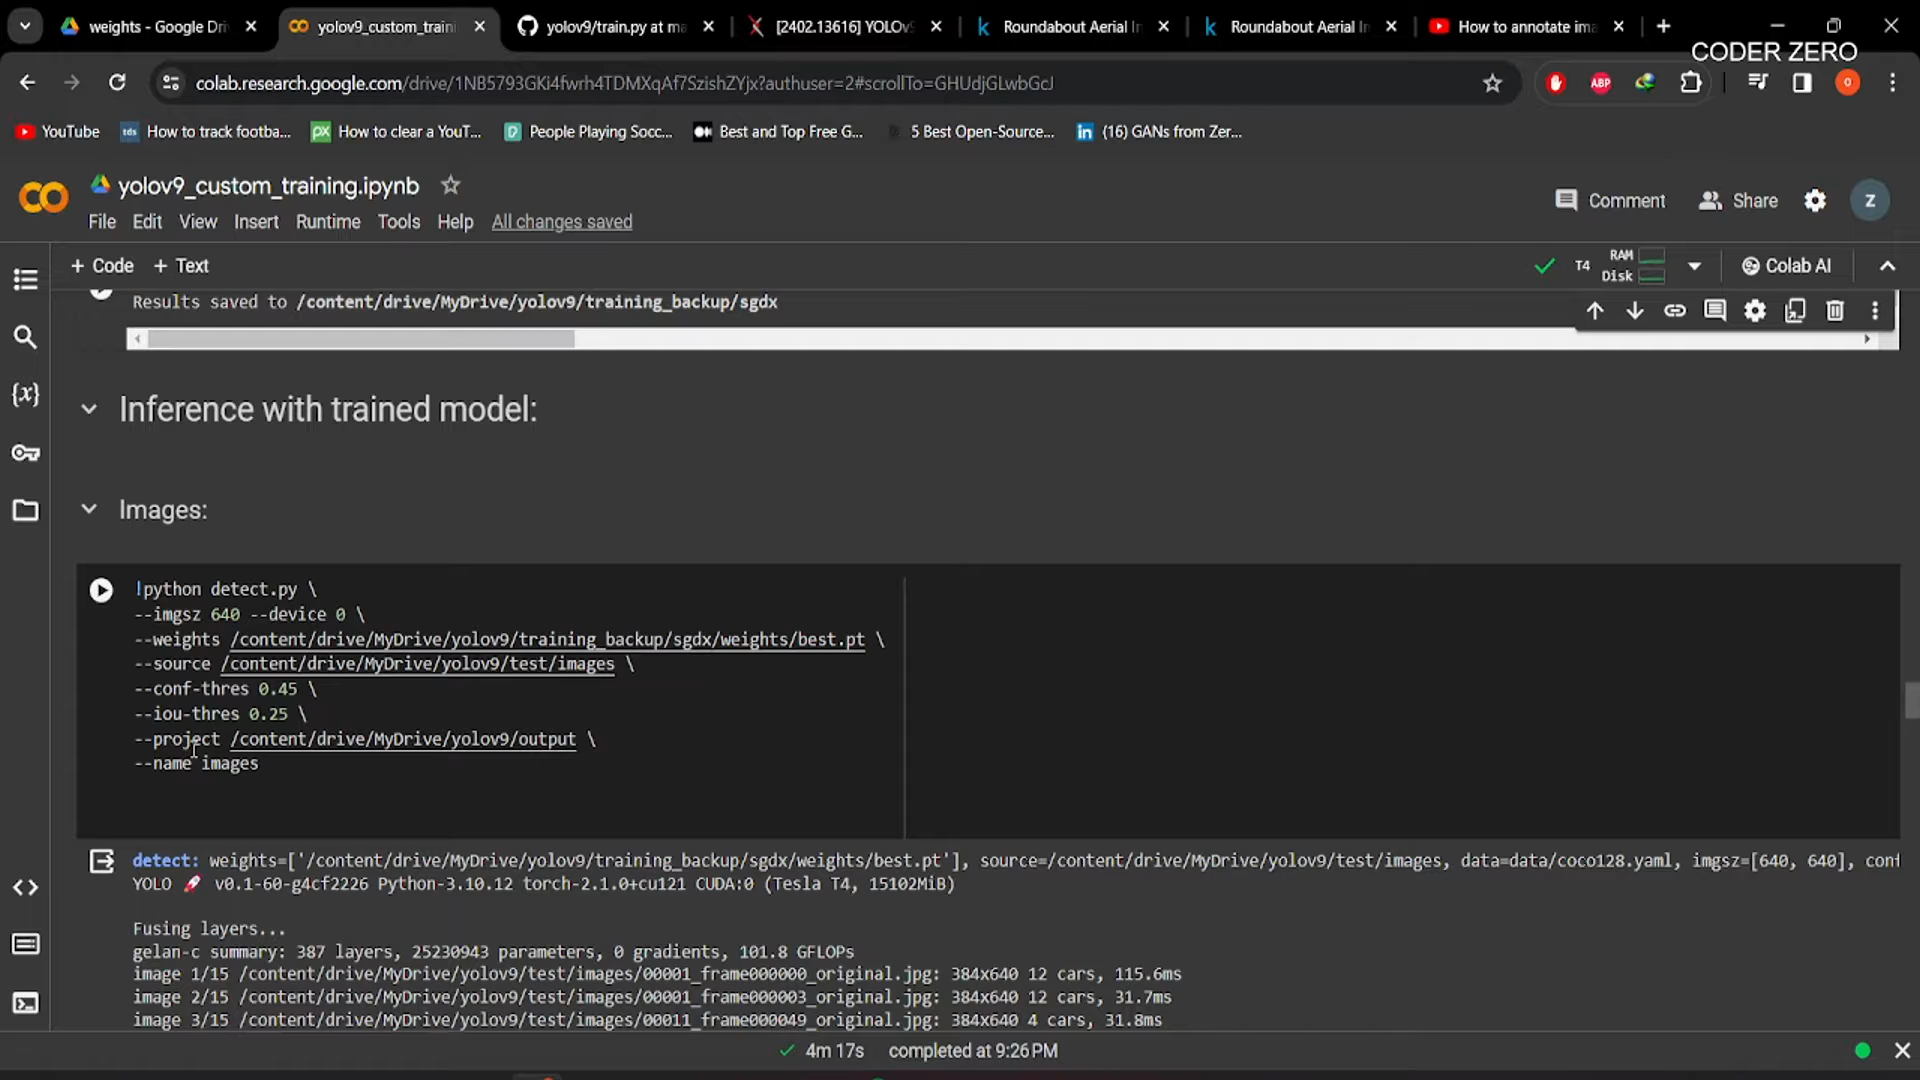 weights - Google Dri
yolov9_custom_traini
yolov9/train.py at ma
[2402.13616] YOLOv9
Roundabout Aerial In
Roundabout Aerial In
How to annotate ima
CODER ZERO
colab.research.google.com/drive/1NB5793GKi4fwrh4TDMXqAf7SzishZYjx?authuser=2#scrollTo=GHUdjGLwbGcJ
ABP
YouTube
tds How to track footba...
px How to clear a YouT...
People Playing Socc...
Best and Top Free G...
5 Best Open-Source...
in (16) GANs from Zer...
yolov9_custom_training.ipynb
Comment
Share
Z
File Edit View Insert Runtime Tools Help All changes saved
+ Code + Text
T4
RAM
Disk
Colab AI
Results saved to /content/drive/MyDrive/yolov9/training_backup/sgdx
Inference with trained model:
Images:
!python detect.py \
--imgsz 640 --device 0 \
--weights /content/drive/MyDrive/yolov9/training_backup/sgdx/weights/best.pt \
--source /content/drive/MyDrive/yolov9/test/images \
--conf-thres 0.45 \
--iou-thres 0.25 \
--project /content/drive/MyDrive/yolov9/output \
--name images
detect: weights=['/content/drive/MyDrive/yolov9/training_backup/sgdx/weights/best.pt'], source=/content/drive/MyDrive/yolov9/test/images, data=data/coco128.yaml, imgsz=[640, 640], conf
YOLO 🚀 v0.1-60-g4cf2226 Python-3.10.12 torch-2.1.0+cu121 CUDA:0 (Tesla T4, 15102MiB)
Fusing layers...
gelan-c summary: 387 layers, 25230943 parameters, 0 gradients, 101.8 GFLOPs
image 1/15 /content/drive/MyDrive/yolov9/test/images/00001_frame000000_original.jpg: 384x640 12 cars, 115.6ms
image 2/15 /content/drive/MyDrive/yolov9/test/images/00001_frame000003_original.jpg: 384x640 12 cars, 31.7ms
image 3/15 /content/drive/MyDrive/yolov9/test/images/00011_frame000049_original.jpg: 384x640 4 cars, 31.8ms
4m 17s completed at 9:26 PM